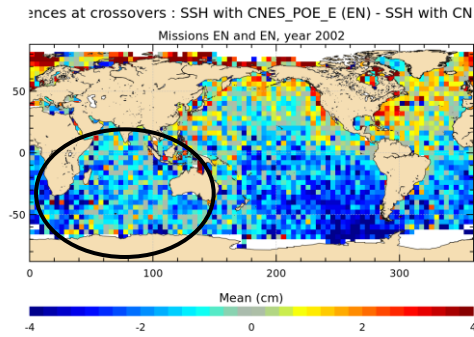 ences at crossovers : SSH with CNES_POE_E (EN) - SSH with CN
Missions EN and EN, year 2002
50
0
-50
0 100 200 300
Mean (cm)
-4 -2 0 2 4